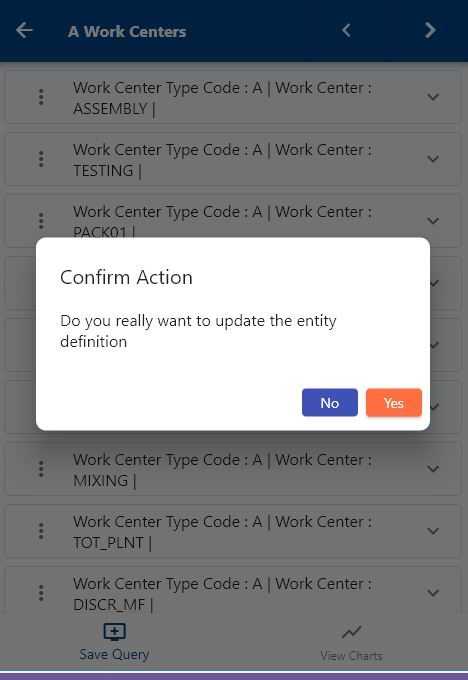 A Work Centers
Work Center Type Code : A | Work Center :
ASSEMBLY |
Work Center Type Code : A | Work Center :
TESTING |
Work Center Type Code : A | Work Center :
PACK01 |
Confirm Action
Do you really want to update the entity
definition
No Yes
Work Center Type Code : A | Work Center :
MIXING |
Work Center Type Code : A | Work Center :
TOT_PLNT |
Work Center Type Code : A | Work Center :
DISCR_MF |
Save Query View Charts